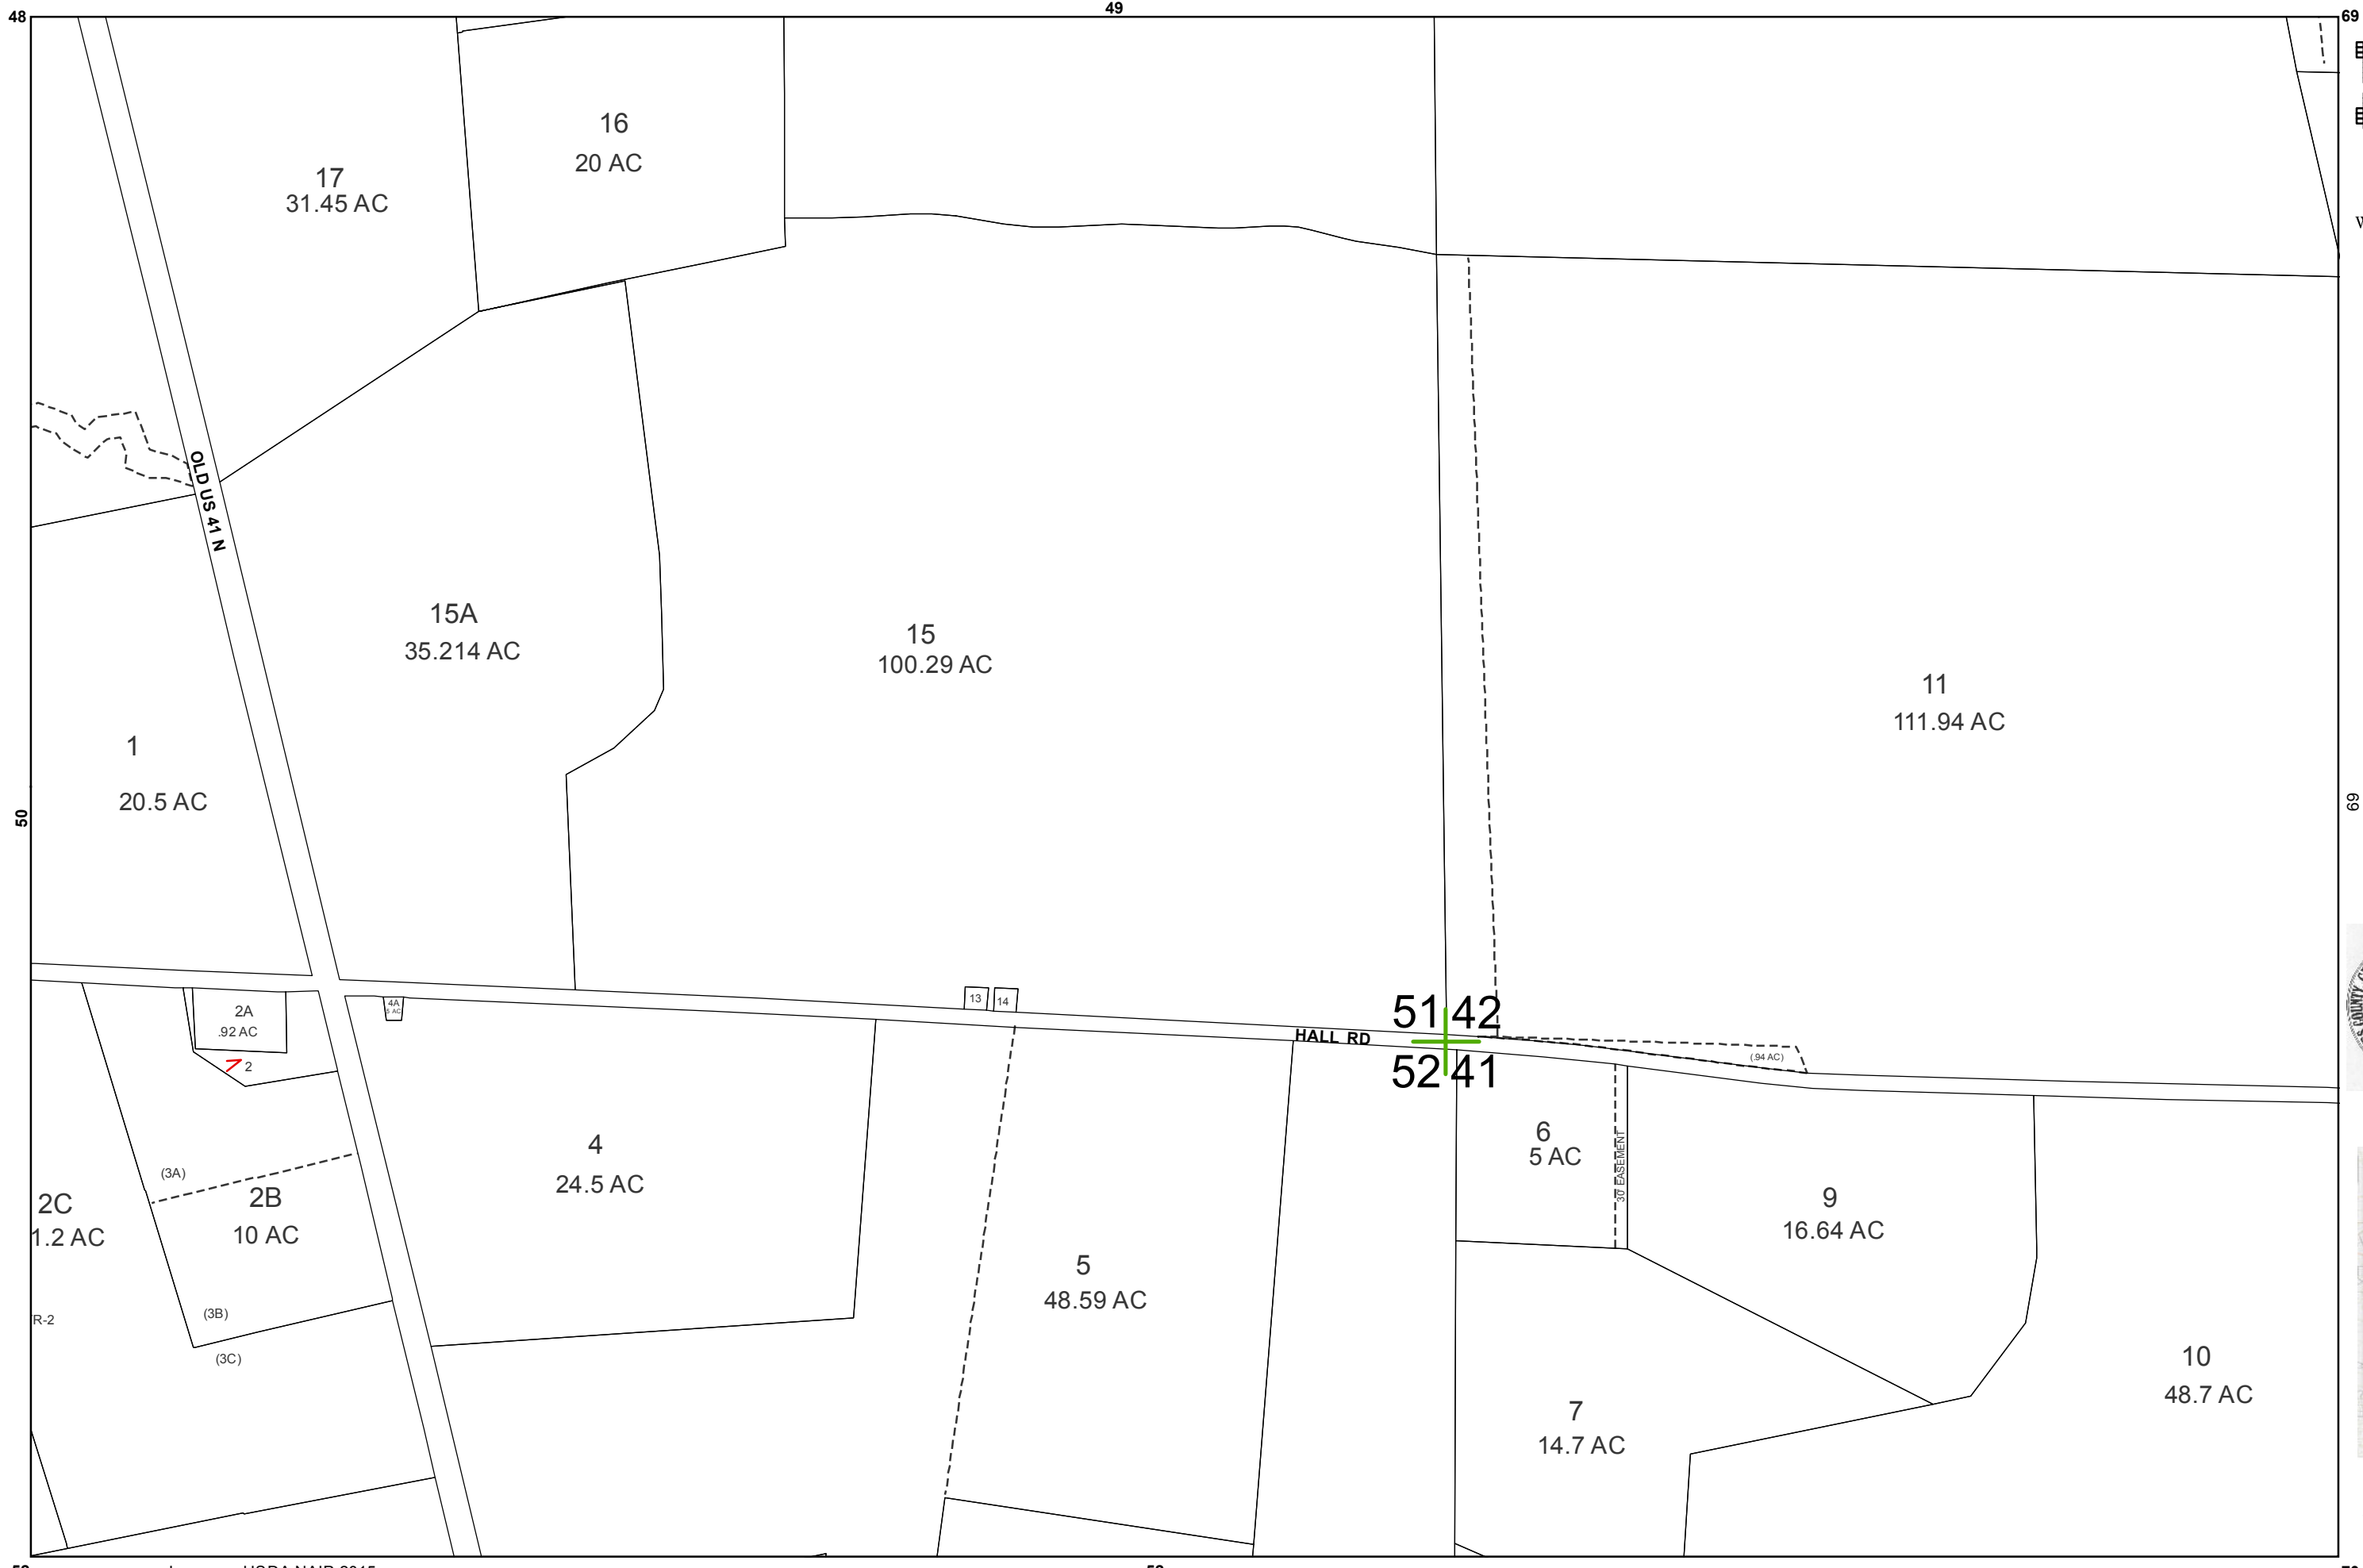 48
49
69
16
20 AC
17
31.45 AC
OLD US 41 N
15A
35.214 AC
15
100.29 AC
11
111.94 AC
1
20.5 AC
50
69
13
14
4A
2A
.92 AC
2
51 42
52 41
HALL RD
(.94 AC)
6
5 AC
30' EASEMENT
4
24.5 AC
(3A)
2B
10 AC
2C
1.2 AC
9
16.64 AC
5
48.59 AC
(3B)
R-2
(3C)
10
48.7 AC
7
14.7 AC